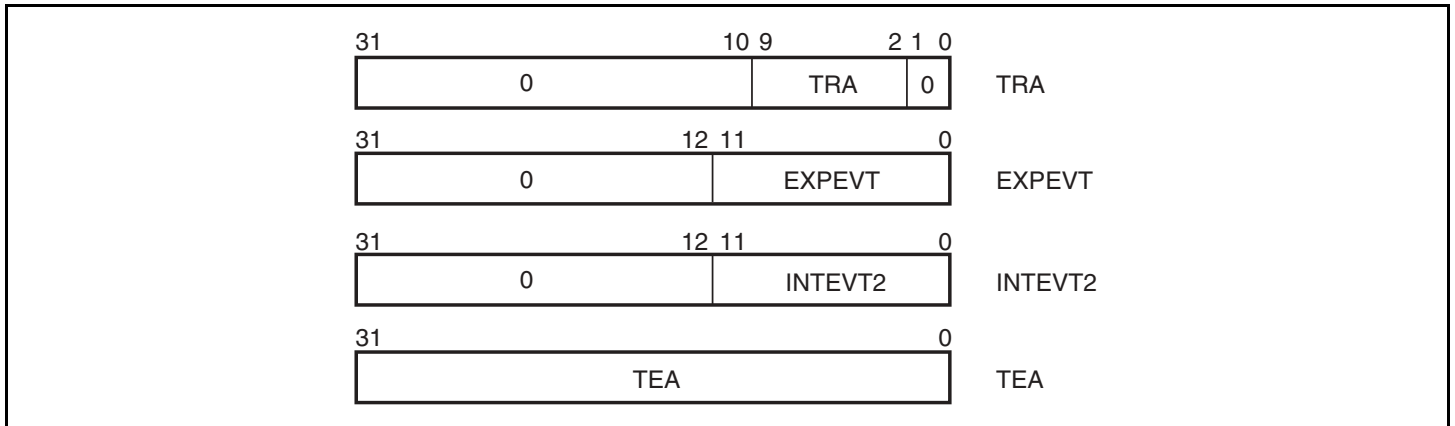 31 10 9 2 1 0
0 TRA 0 TRA
31 12 11 0
0 EXPEVT EXPEVT
31 12 11 0
0 INTEVT2 INTEVT2
31 0
TEA TEA